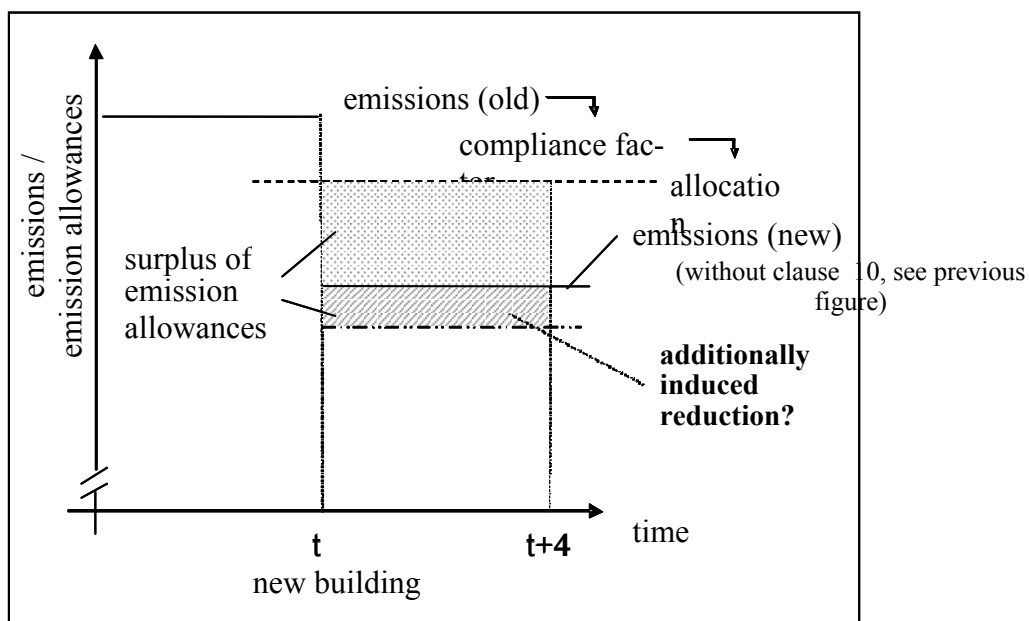 emissions /
emission allowances
emissions (old)
compliance fac-
tor
allocatio
n
emissions (new)
(without clause 10, see previous
figure)
surplus of
emission
allowances
additionally
induced
reduction?
time
t
t+4
new building